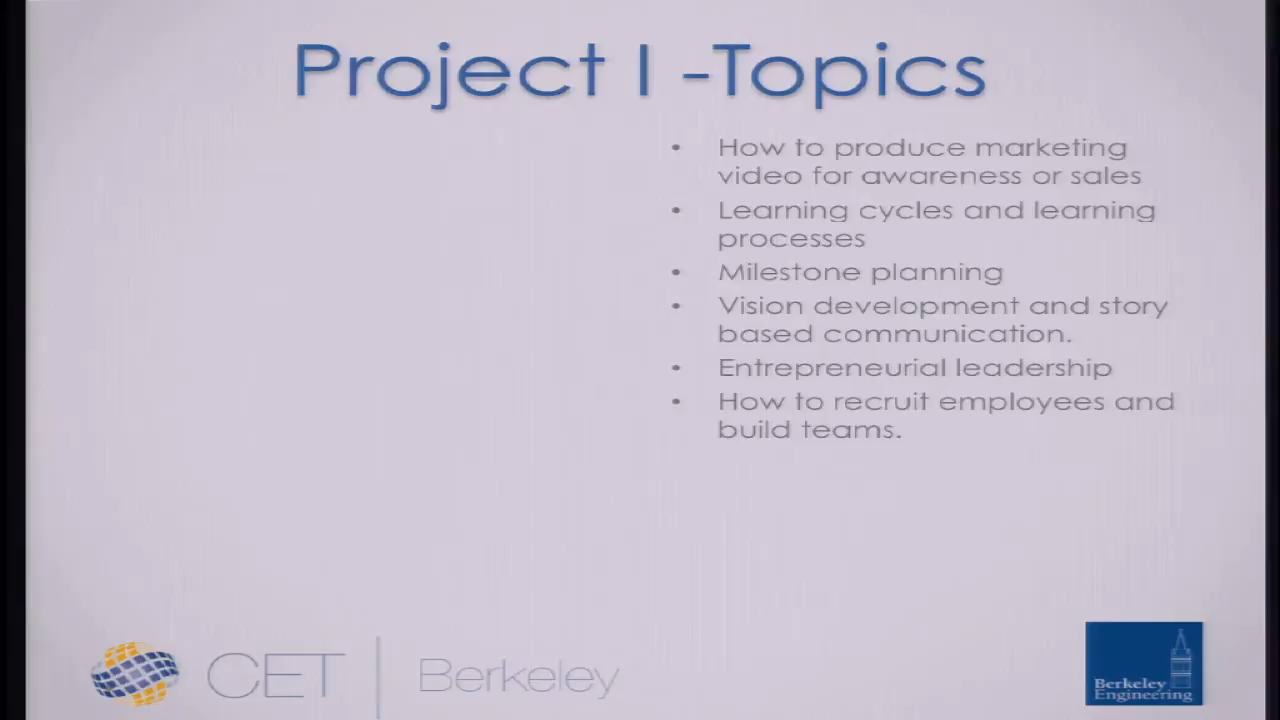 Project I -Topics
• How to produce marketing
video for awareness or sales
• Learning cycles and learning
processes
• Milestone planning
• Vision development and story
based communication.
• Entrepreneurial leadership
• How to recruit employees and
build teams.
CET | Berkeley
Berkeley
Engineering